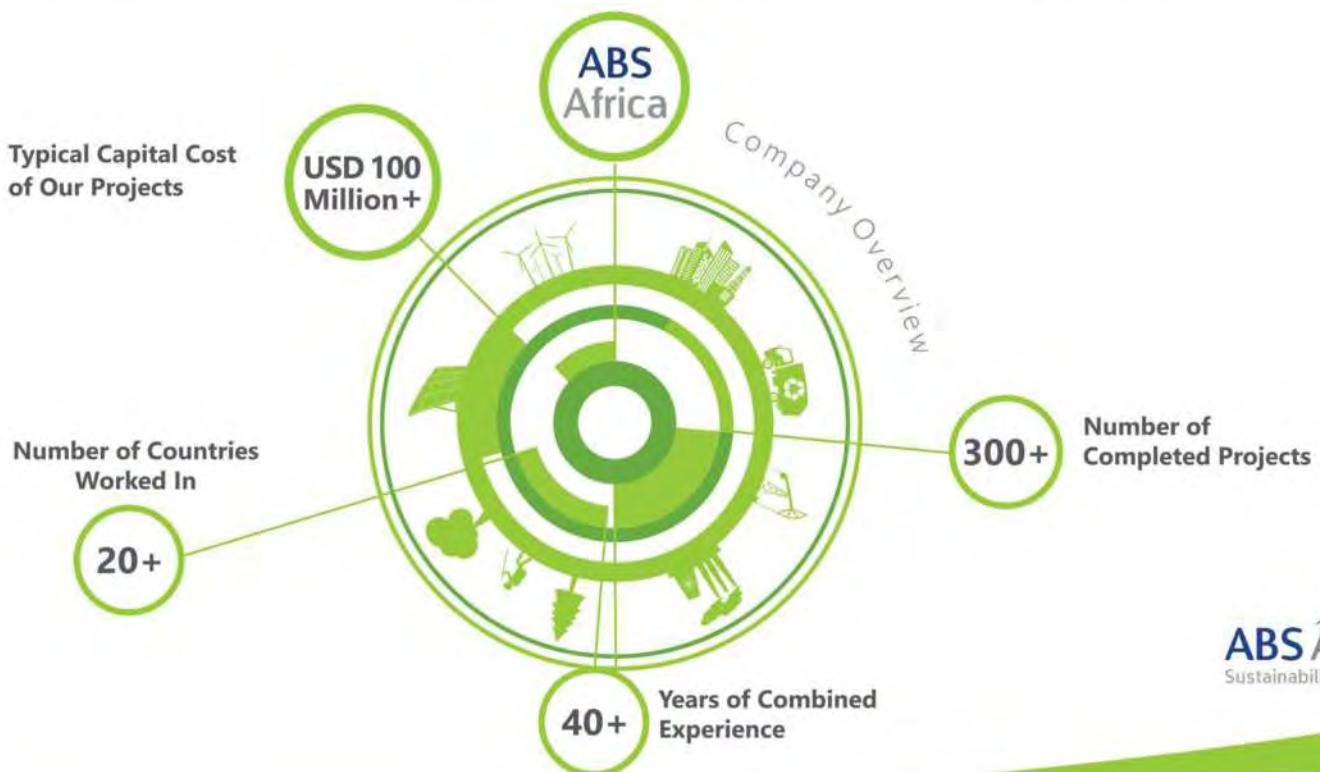 ABS
Africa
Company Overview
Typical Capital Cost
of Our Projects
USD 100
Million+
Number of Countries
Worked In
20+
300+
Number of
Completed Projects
40+
Years of Combined
Experience
ABS